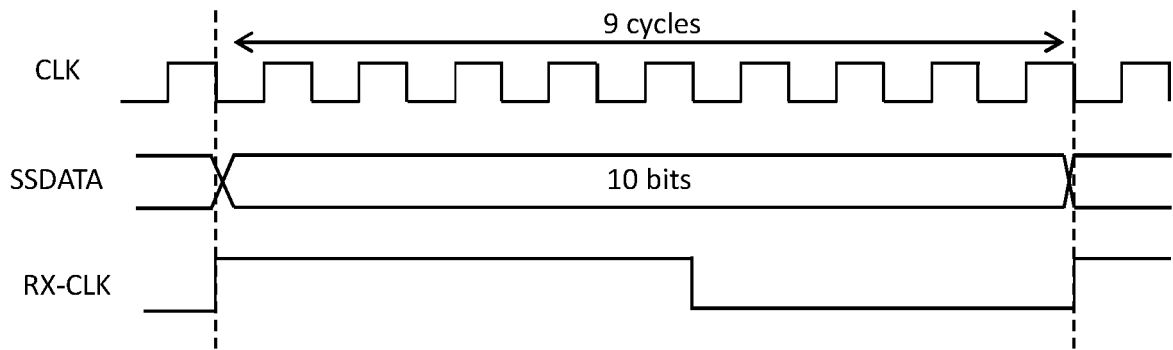 9 cycles
CLK
SSDATA
10 bits
RX-CLK